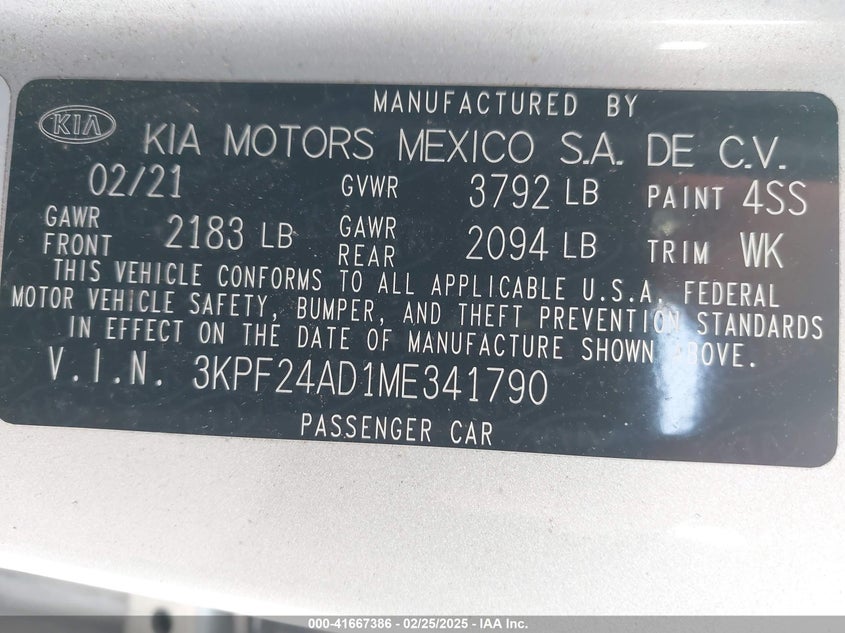 MANUFACTURED BY
KIA KIA MOTORS MEXICO S.A. DE C.V.
02/21 GVWR 3792 LB PAINT 4SS
GAWR FRONT 2183 LB GAWR REAR 2094 LB TRIM WK
THIS VEHICLE CONFORMS TO ALL APPLICABLE U.S.A. FEDERAL
MOTOR VEHICLE SAFETY, BUMPER, AND THEFT PREVENTION STANDARDS
IN EFFECT ON THE DATE OF MANUFACTURE SHOWN ABOVE.
V.I.N. 3KPF24AD1ME341790
PASSENGER CAR
000-41667386 - 02/25/2025 - IAA Inc.